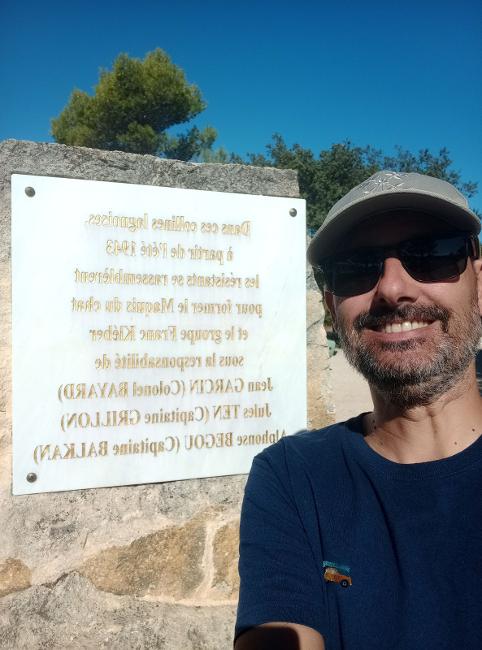 Dans ces collines lagnoises,
à partir de l'été 1943
les résistants se rassemblèrent
pour former le Maquis du chat
et le groupe Franc Kléber
sous la responsabilité de
Jean GARCIN (Colonel BAYARD)
Jules TEN (Capitaine GRILLON)
Alphonse BEGOU (Capitaine BALKAN)